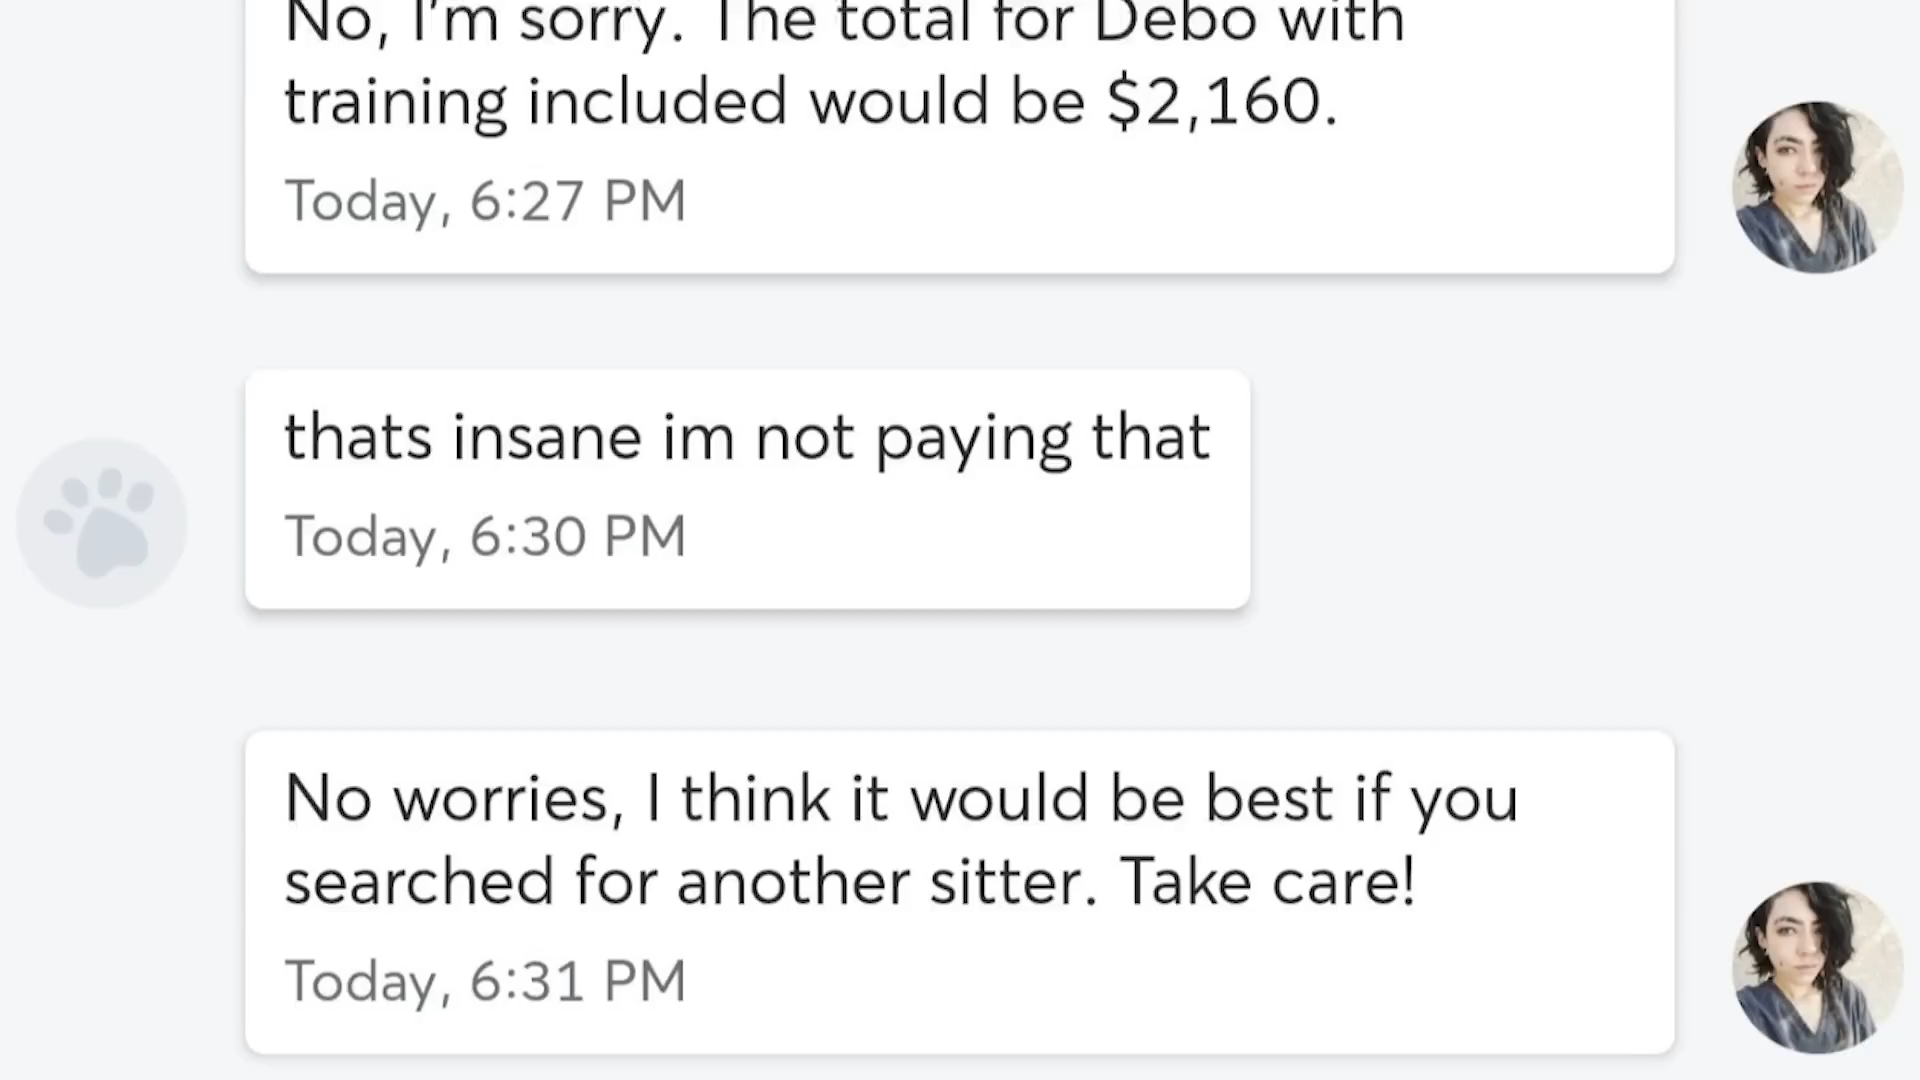 No, I'm sorry. The total for Debo with
training included would be $2,160.
Today, 6:27 PM
thats insane im not paying that
Today, 6:30 PM
No worries, I think it would be best if you
searched for another sitter. Take care!
Today, 6:31 PM